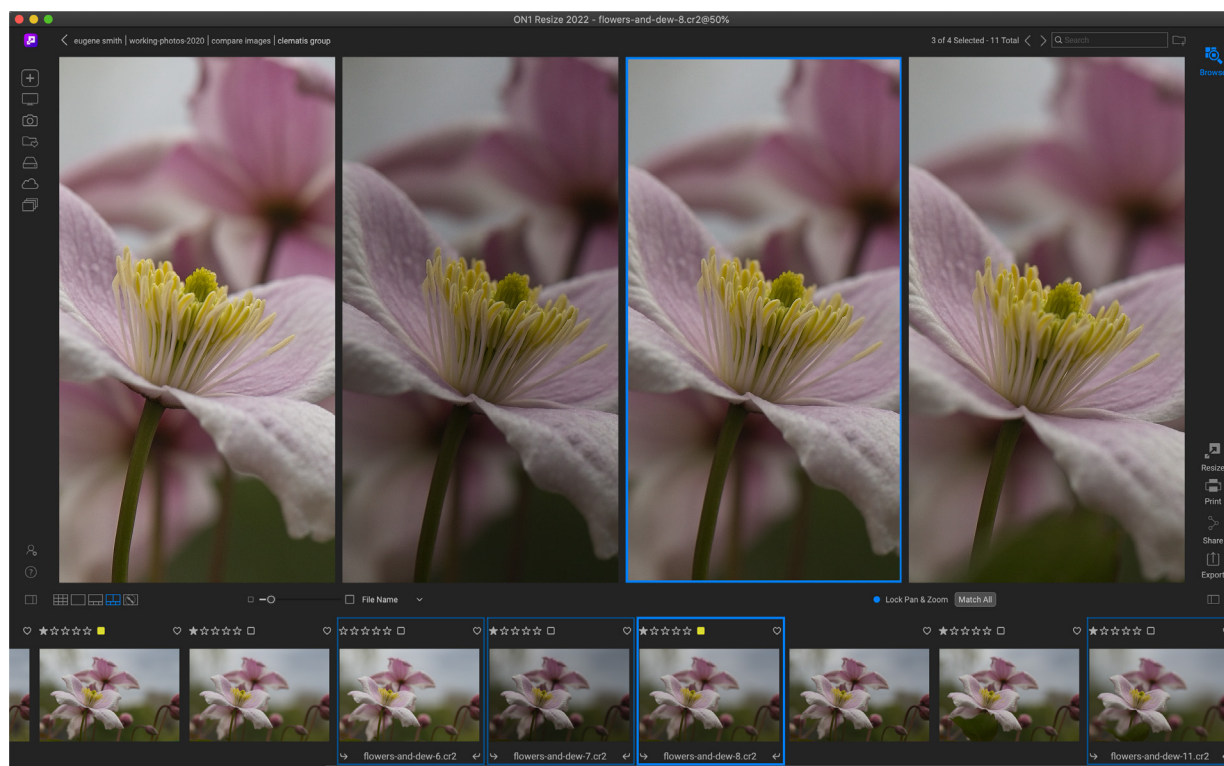 ON1 Resize 2022 - flowers-and-dew-8.cr2@50%
eugene smith | working-photos-2020 | compare images | clematis group
3 of 4 Selected - 11 Total
Search
Browse
Resize
Print
Share
Export
File Name
Lock Pan & Zoom
Match All
flowers-and-dew-6.cr2
flowers-and-dew-7.cr2
flowers-and-dew-8.cr2
flowers-and-dew-11.cr2